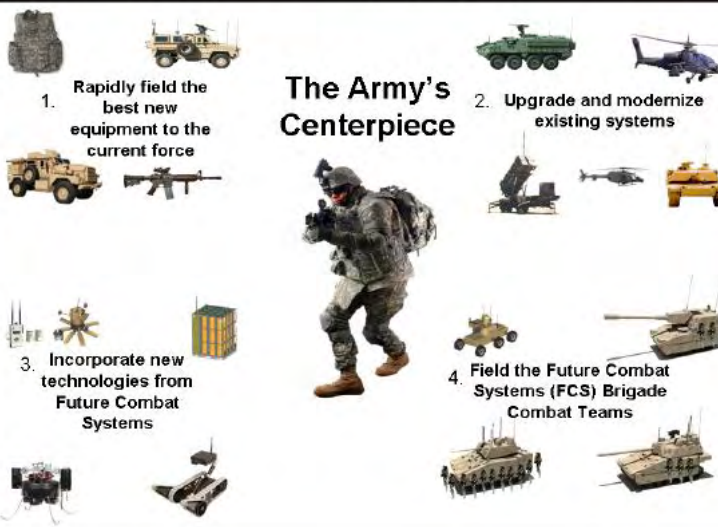 The Army's
Centerpiece
1. Rapidly field the
best new
equipment to the
current force
2. Upgrade and modernize
existing systems
3. Incorporate new
technologies from
Future Combat
Systems
4. Field the Future Combat
Systems (FCS) Brigade
Combat Teams